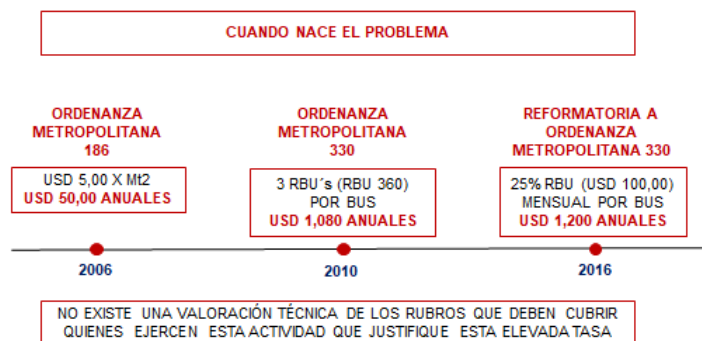 CUANDO NACE EL PROBLEMA
ORDENANZA
METROPOLITANA
186
USD 5,00 X Mt2
USD 50,00 ANUALES
2006
ORDENANZA
METROPOLITANA
330
3 RBU´s (RBU 360)
POR BUS
USD 1,080 ANUALES
2010
REFORMATORIA A
ORDENANZA
METROPOLITANA 330
25% RBU (USD 100,00)
MENSUAL POR BUS
USD 1,200 ANUALES
2016
NO EXISTE UNA VALORACIÓN TÉCNICA DE LOS RUBROS QUE DEBEN CUBRIR
QUIENES EJERCEN ESTA ACTIVIDAD QUE JUSTIFIQUE ESTA ELEVADA TASA